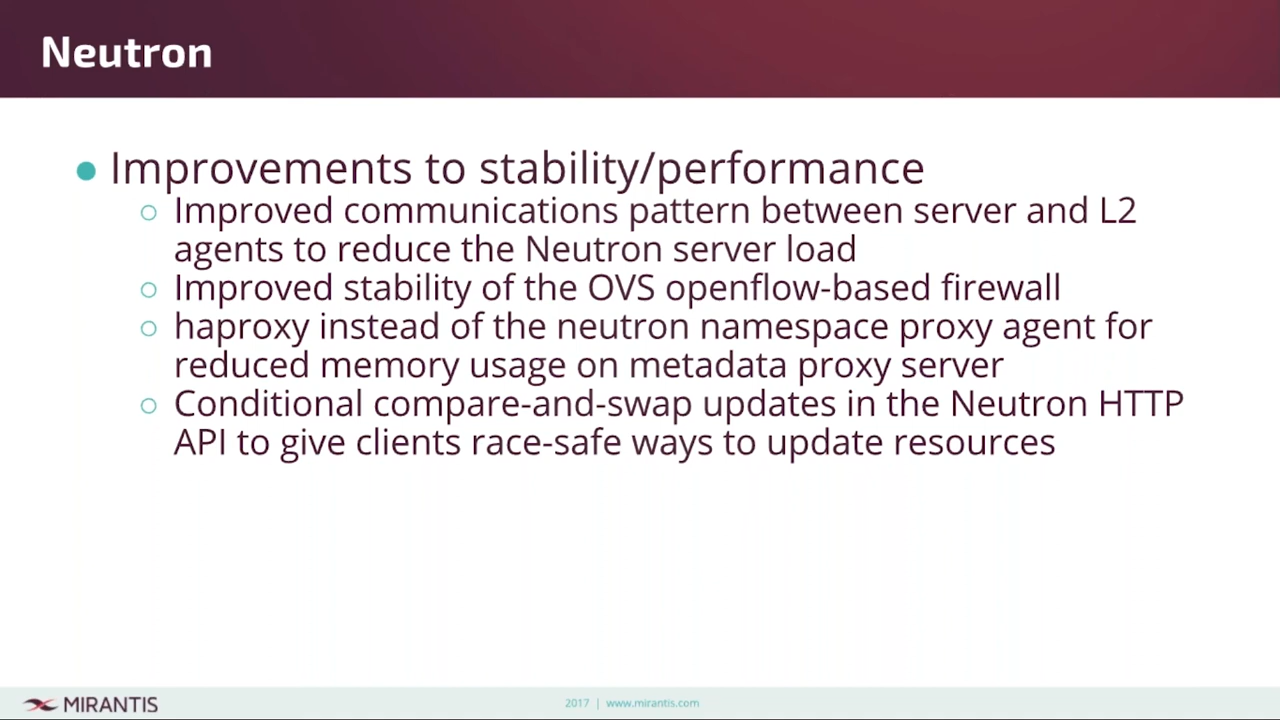 Neutron
● Improvements to stability/performance
○ Improved communications pattern between server and L2
agents to reduce the Neutron server load
○ Improved stability of the OVS openflow-based firewall
○ haproxy instead of the neutron namespace proxy agent for
reduced memory usage on metadata proxy server
○ Conditional compare-and-swap updates in the Neutron HTTP
API to give clients race-safe ways to update resources
MIRANTIS
2017 | www.mirantis.com